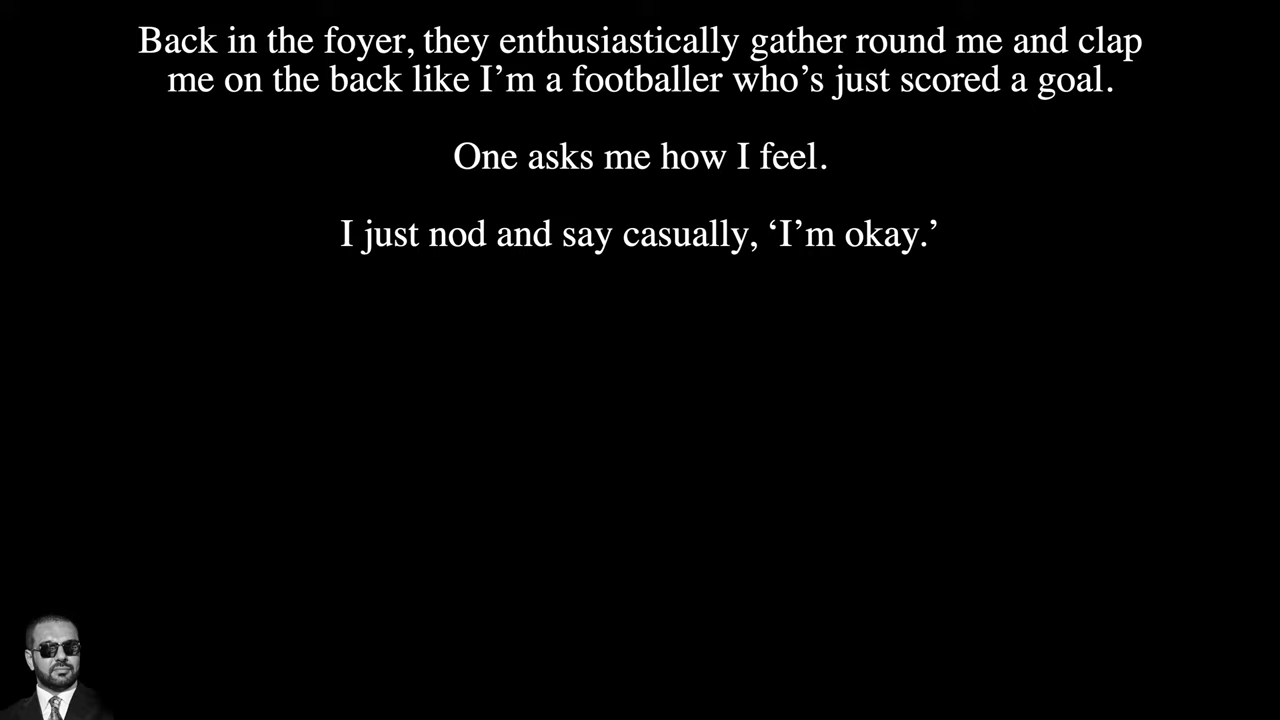 Back in the foyer, they enthusiastically gather round me and clap
me on the back like I’m a footballer who’s just scored a goal.
One asks me how I feel.
I just nod and say casually, ‘I’m okay.’